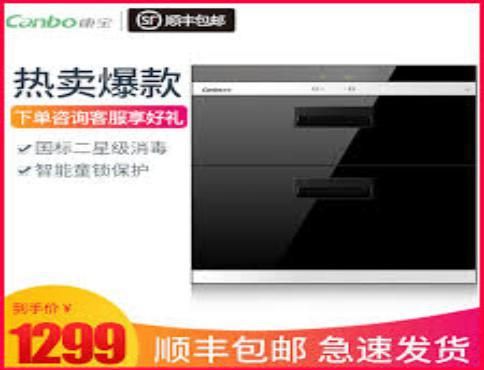 Canbo康宝 SF 顺丰包邮
热卖爆款
下单咨询客服享好礼
国标二星级消毒
智能童锁保护
Canbo
到手价¥
1299
顺丰包邮 急速发货